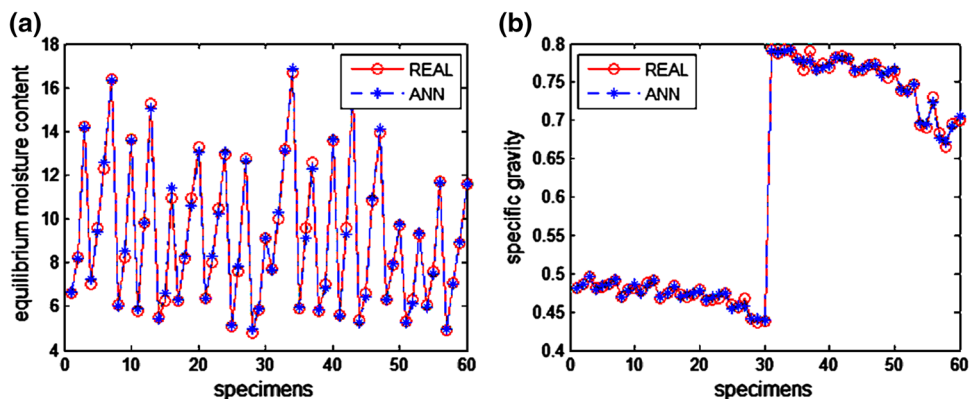 (a)
equilibrium moisture content
18
16
14
12
10
8
6
4
0 10 20 30 40 50 60
specimens
REAL
ANN
(b)
specific gravity
0.8
0.75
0.7
0.65
0.6
0.55
0.5
0.45
0.4
0 10 20 30 40 50 60
specimens
REAL
ANN